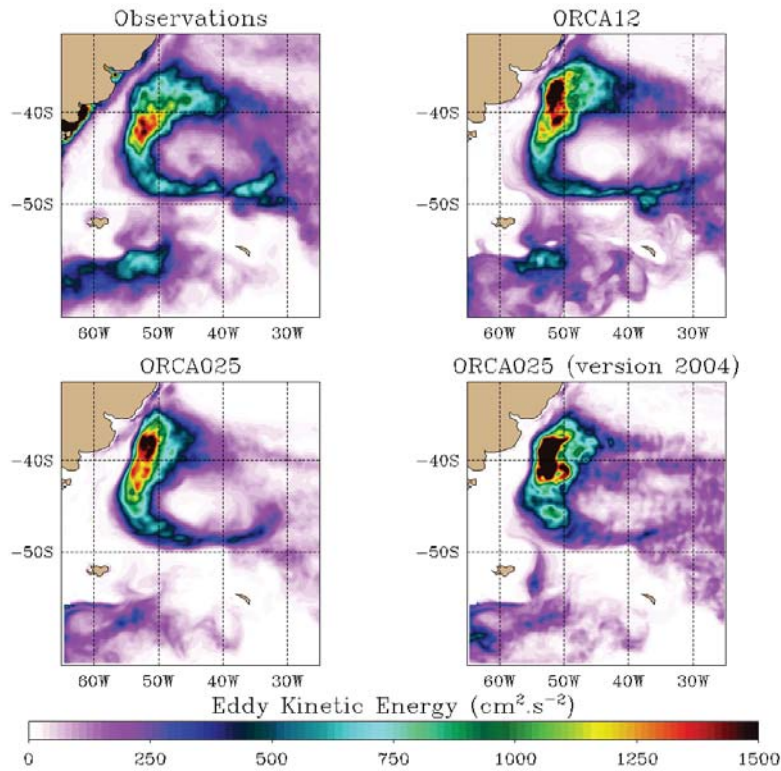 Observations
ORCA12
−40S
−50S
−40S
−50S
60W 50W 40W 30W
60W 50W 40W 30W
ORCA025
ORCA025 (version 2004)
−40S
−50S
−40S
−50S
60W 50W 40W 30W
60W 50W 40W 30W
Eddy Kinetic Energy (cm².s⁻²)
0 250 500 750 1000 1250 1500